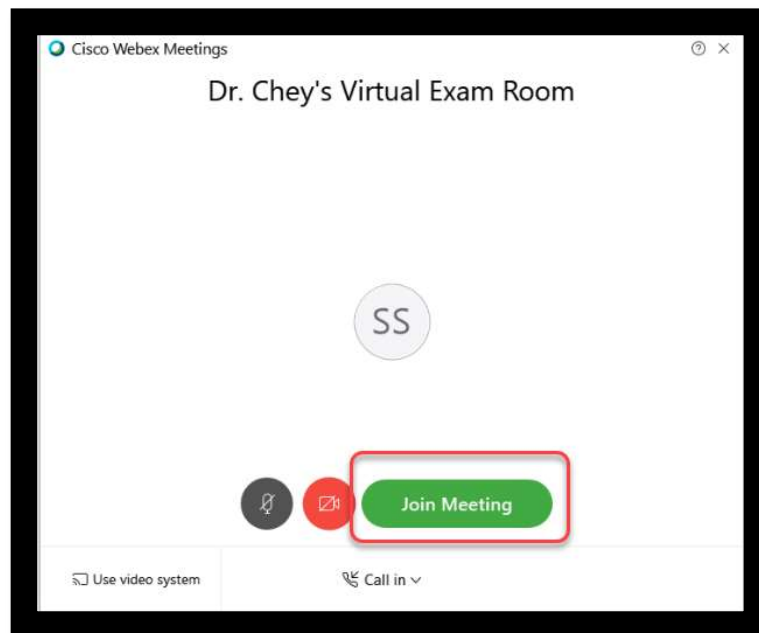 Cisco Webex Meetings
Dr. Chey's Virtual Exam Room
SS
Join Meeting
Use video system
Call in